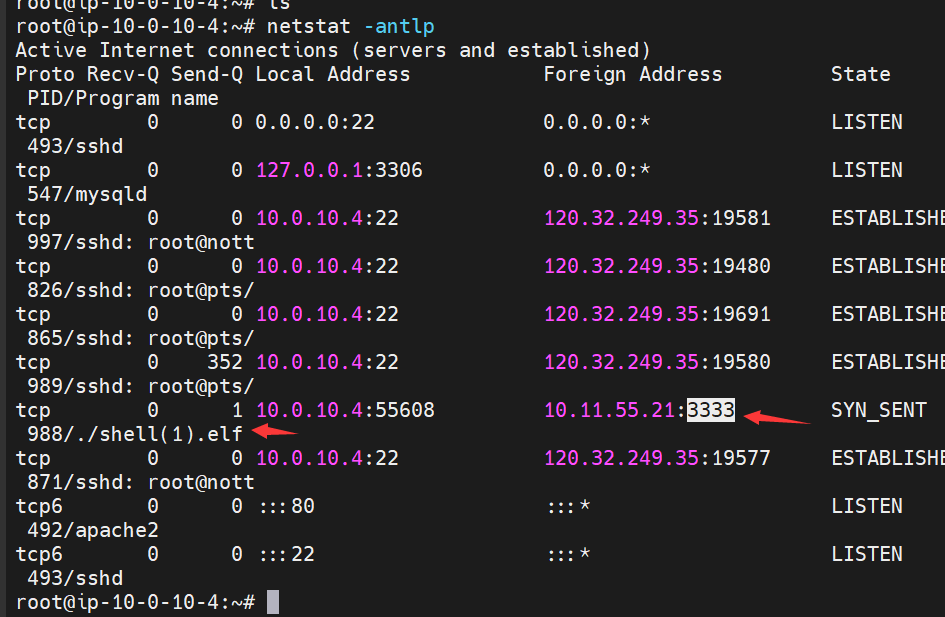 root@ip-10-0-10-4:~# ls
root@ip-10-0-10-4:~# netstat -antlp
Active Internet connections (servers and established)
Proto Recv-Q Send-Q Local Address           Foreign Address         State
 PID/Program name
tcp        0      0 0.0.0.0:22              0.0.0.0:*               LISTEN
 493/sshd
tcp        0      0 127.0.0.1:3306          0.0.0.0:*               LISTEN
 547/mysqld
tcp        0      0 10.0.10.4:22            120.32.249.35:19581     ESTABLISHE
 997/sshd: root@nott
tcp        0      0 10.0.10.4:22            120.32.249.35:19480     ESTABLISHE
 826/sshd: root@pts/
tcp        0      0 10.0.10.4:22            120.32.249.35:19691     ESTABLISHE
 865/sshd: root@pts/
tcp        0    352 10.0.10.4:22            120.32.249.35:19580     ESTABLISHE
 989/sshd: root@pts/
tcp        0      1 10.0.10.4:55608         10.11.55.21:3333        SYN_SENT
 988/./shell(1).elf
tcp        0      0 10.0.10.4:22            120.32.249.35:19577     ESTABLISHE
 871/sshd: root@nott
tcp6       0      0 :::80                   :::*                    LISTEN
 492/apache2
tcp6       0      0 :::22                   :::*                    LISTEN
 493/sshd
root@ip-10-0-10-4:~#